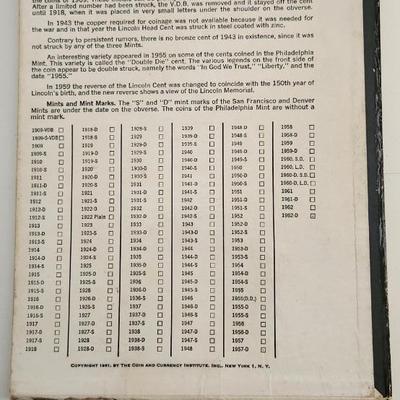 After a limited number had been struck, the V.D.B. was removed and it stayed off the cent
until 1918, when it was placed in very small letters under the shoulder on the obverse.
In 1943 the copper required for coinage was not available because it was needed
for the war and in that year the Lincoln Head Cent was struck in steel coated with zinc.
Contrary to persistent rumors, there is no bronze cent of 1943 in existence, since it was
not struck by any of the three Mints.
An interesting variety appeared in 1955 on some of the cents coined in the Philadelphia
Mint. This variety is called the "Double Die" cent. The various legends on the front side
of the coin appear to be double struck, namely the words "In God We Trust," "Liberty," and the
date "1955."
In 1959 the reverse of the Lincoln Cent was changed to coincide with the 150th year of
Lincoln's birth, and the new reverse shows a view of the Lincoln Memorial.
Mints and Mint Marks. The "S" and "D" mint marks of the San Francisco and Denver
Mints are under the date on the obverse. The coins of the Philadelphia Mint are without a
mint mark.
1909-VDB
1909-S-VDB
1909
1909-S
1910
1910-S
1911
1911-D
1911-S
1912
1912-D
1912-S
1913
1913-D
1913-S
1914
1914-D
1914-S
1915
1915-D
1915-S
1916
1916-D
1916-S
1917
1917-D
1917-S
1918
1918-D
1918-S
1919
1919-D
1919-S
1920
1920-D
1920-S
1921
1921-S
1922-D
1922 Plain
1923
1923-S
1924
1924-D
1924-S
1925
1925-D
1925-S
1926
1926-D
1926-S
1927
1927-D
1927-S
1928
1928-D
1928-S
1929
1929-D
1929-S
1930
1930-D
1930-S
1931
1931-D
1931-S
1932
1932-D
1933
1933-D
1934
1934-D
1935
1935-D
1935-S
1936
1936-D
1936-S
1937
1937-D
1937-S
1938
1938-D
1938-S
1939
1939-D
1939-S
1940
1940-D
1940-S
1941
1941-D
1941-S
1942
1942-D
1942-S
1943
1943-D
1943-S
1944
1944-D
1944-S
1945
1945-D
1945-S
1946
1946-D
1946-S
1947
1947-D
1947-S
1948
1948-D
1948-S
1949
1949-D
1949-S
1950
1950-D
1950-S
1951
1951-D
1951-S
1952
1952-D
1952-S
1953
1953-D
1953-S
1954
1954-D
1954-S
1955
1955(D.D.)
1955-D
1955-S
1956
1956-D
1957
1957-D
1958
1958-D
1959
1959-D
1960. S.D.
1960. L.D.
1960-D. S.D.
1960-D. L.D.
1961
1961-D
1962
1962-D
COPYRIGHT 1961, BY THE COIN AND CURRENCY INSTITUTE, INC., NEW YORK 1, N. Y.